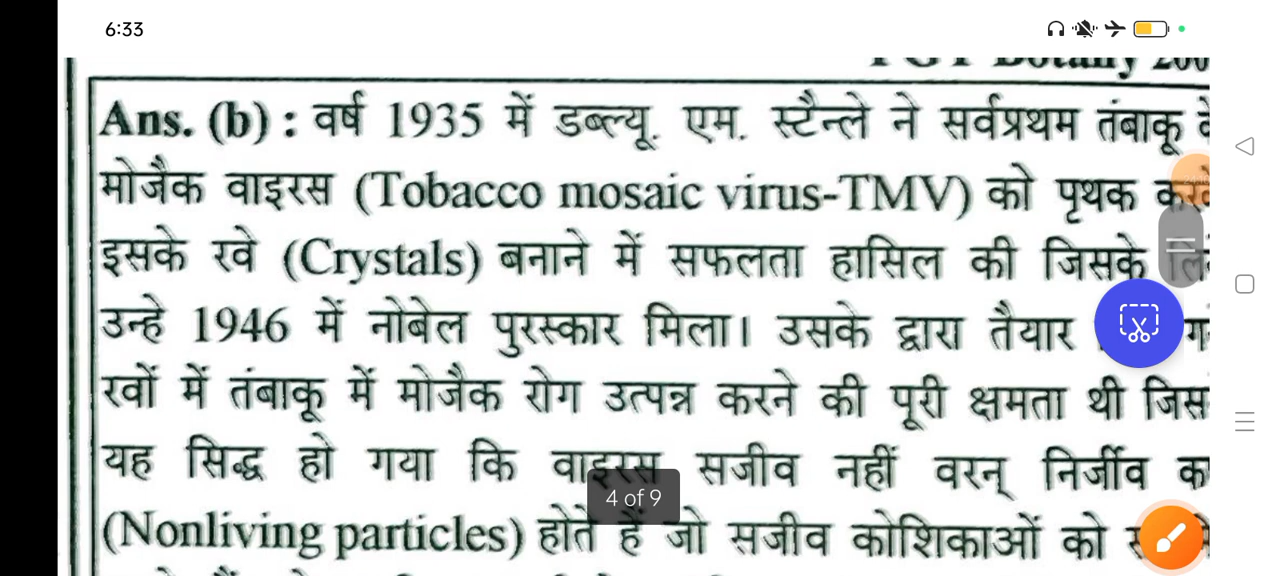 6:33
Ans. (b) : वर्ष 1935 में डब्ल्यू. एम. स्टैन्ले ने सर्वप्रथम तंबाकू
मोजैक वाइरस (Tobacco mosaic virus-TMV) को पृथक
इसके रवे (Crystals) बनाने में सफलता हासिल की जिसके
उन्हे 1946 में नोबेल पुरस्कार मिला। उसके द्वारा तैयार
रवों में तंबाकू में मोजैक रोग उत्पन्न करने की पूरी क्षमता थी
यह सिद्ध हो गया कि वाइरस सजीव नहीं वरन् निर्जीव
4 of 9
(Nonliving particles) होते हैं जो सजीव कोशिकाओं को